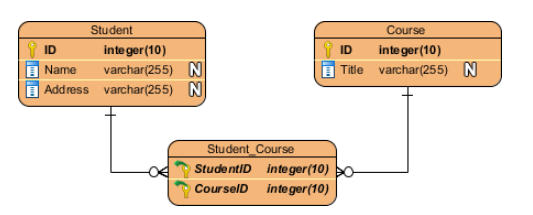 Student
ID integer(10)
Name varchar(255) N
Address varchar(255) N
Course
ID integer(10)
Title varchar(255) N
Student_Course
StudentID integer(10)
CourseID integer(10)